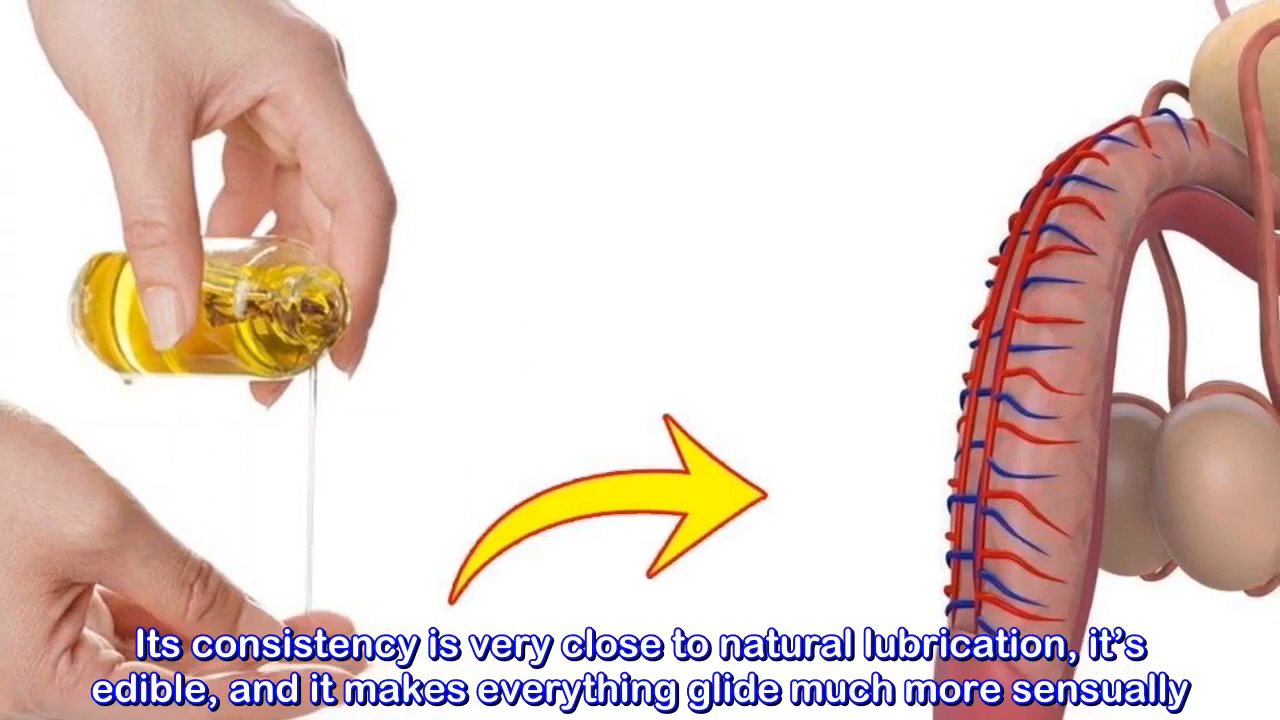 Its consistency is very close to natural lubrication, it’s
edible, and it makes everything glide much more sensually